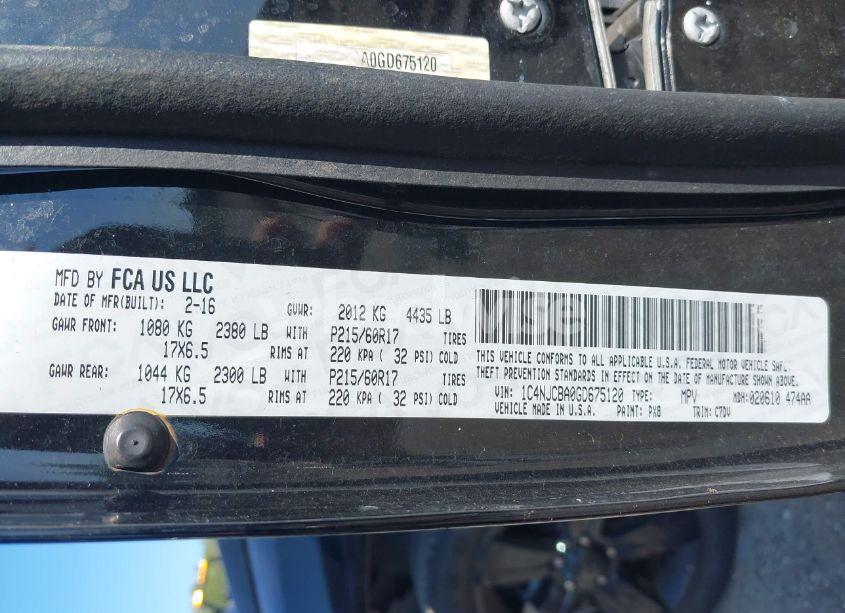 A0GD675120
MFD BY FCA US LLC
DATE OF MFR(BUILT): 2-16 GVWR: 2012 KG 4435 LB
GAWR FRONT: 1080 KG 2380 LB WITH P215/60R17 TIRES
17X6.5 RIMS AT 220 KPA ( 32 PSI) COLD
GAWR REAR: 1044 KG 2300 LB WITH P215/60R17 TIRES
17X6.5 RIMS AT 220 KPA ( 32 PSI) COLD
THIS VEHICLE CONFORMS TO ALL APPLICABLE U.S.A. FEDERAL MOTOR VEHICLE SAFETY
THEFT PREVENTION STANDARDS IN EFFECT ON THE DATE OF MANUFACTURE SHOWN
VIN: 1C4NJCBA0GD675120 TYPE: MPV MDH: 020610 474AA
VEHICLE MADE IN U.S.A. PAINT: PX8 TRIM: C7DV